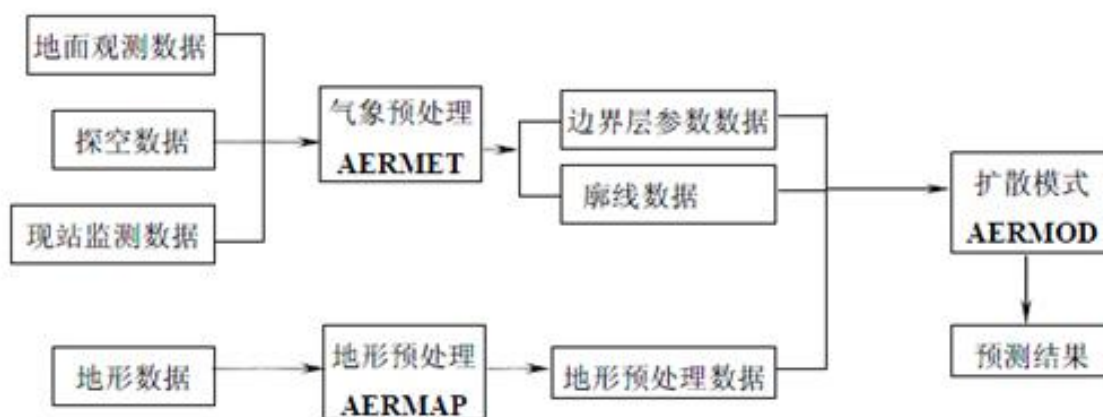 地面观测数据
探空数据
现站监测数据
气象预处理
AERMET
边界层参数数据
廓线数据
扩散模式
AERMOD
预测结果
地形数据
地形预处理
AERMAP
地形预处理数据